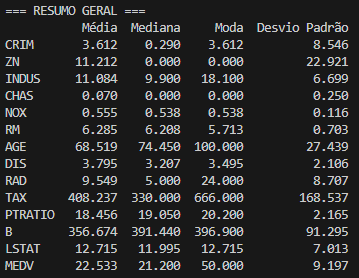 === RESUMO GERAL ===
Média Mediana Moda Desvio Padrão
CRIM 3.612 0.290 3.612 8.546
ZN 11.212 0.000 0.000 22.921
INDUS 11.084 9.900 18.100 6.699
CHAS 0.070 0.000 0.000 0.250
NOX 0.555 0.538 0.538 0.116
RM 6.285 6.208 5.713 0.703
AGE 68.519 74.450 100.000 27.439
DIS 3.795 3.207 3.495 2.106
RAD 9.549 5.000 24.000 8.707
TAX 408.237 330.000 666.000 168.537
PTRATIO 18.456 19.050 20.200 2.165
B 356.674 391.440 396.900 91.295
LSTAT 12.715 11.995 12.715 7.013
MEDV 22.533 21.200 50.000 9.197